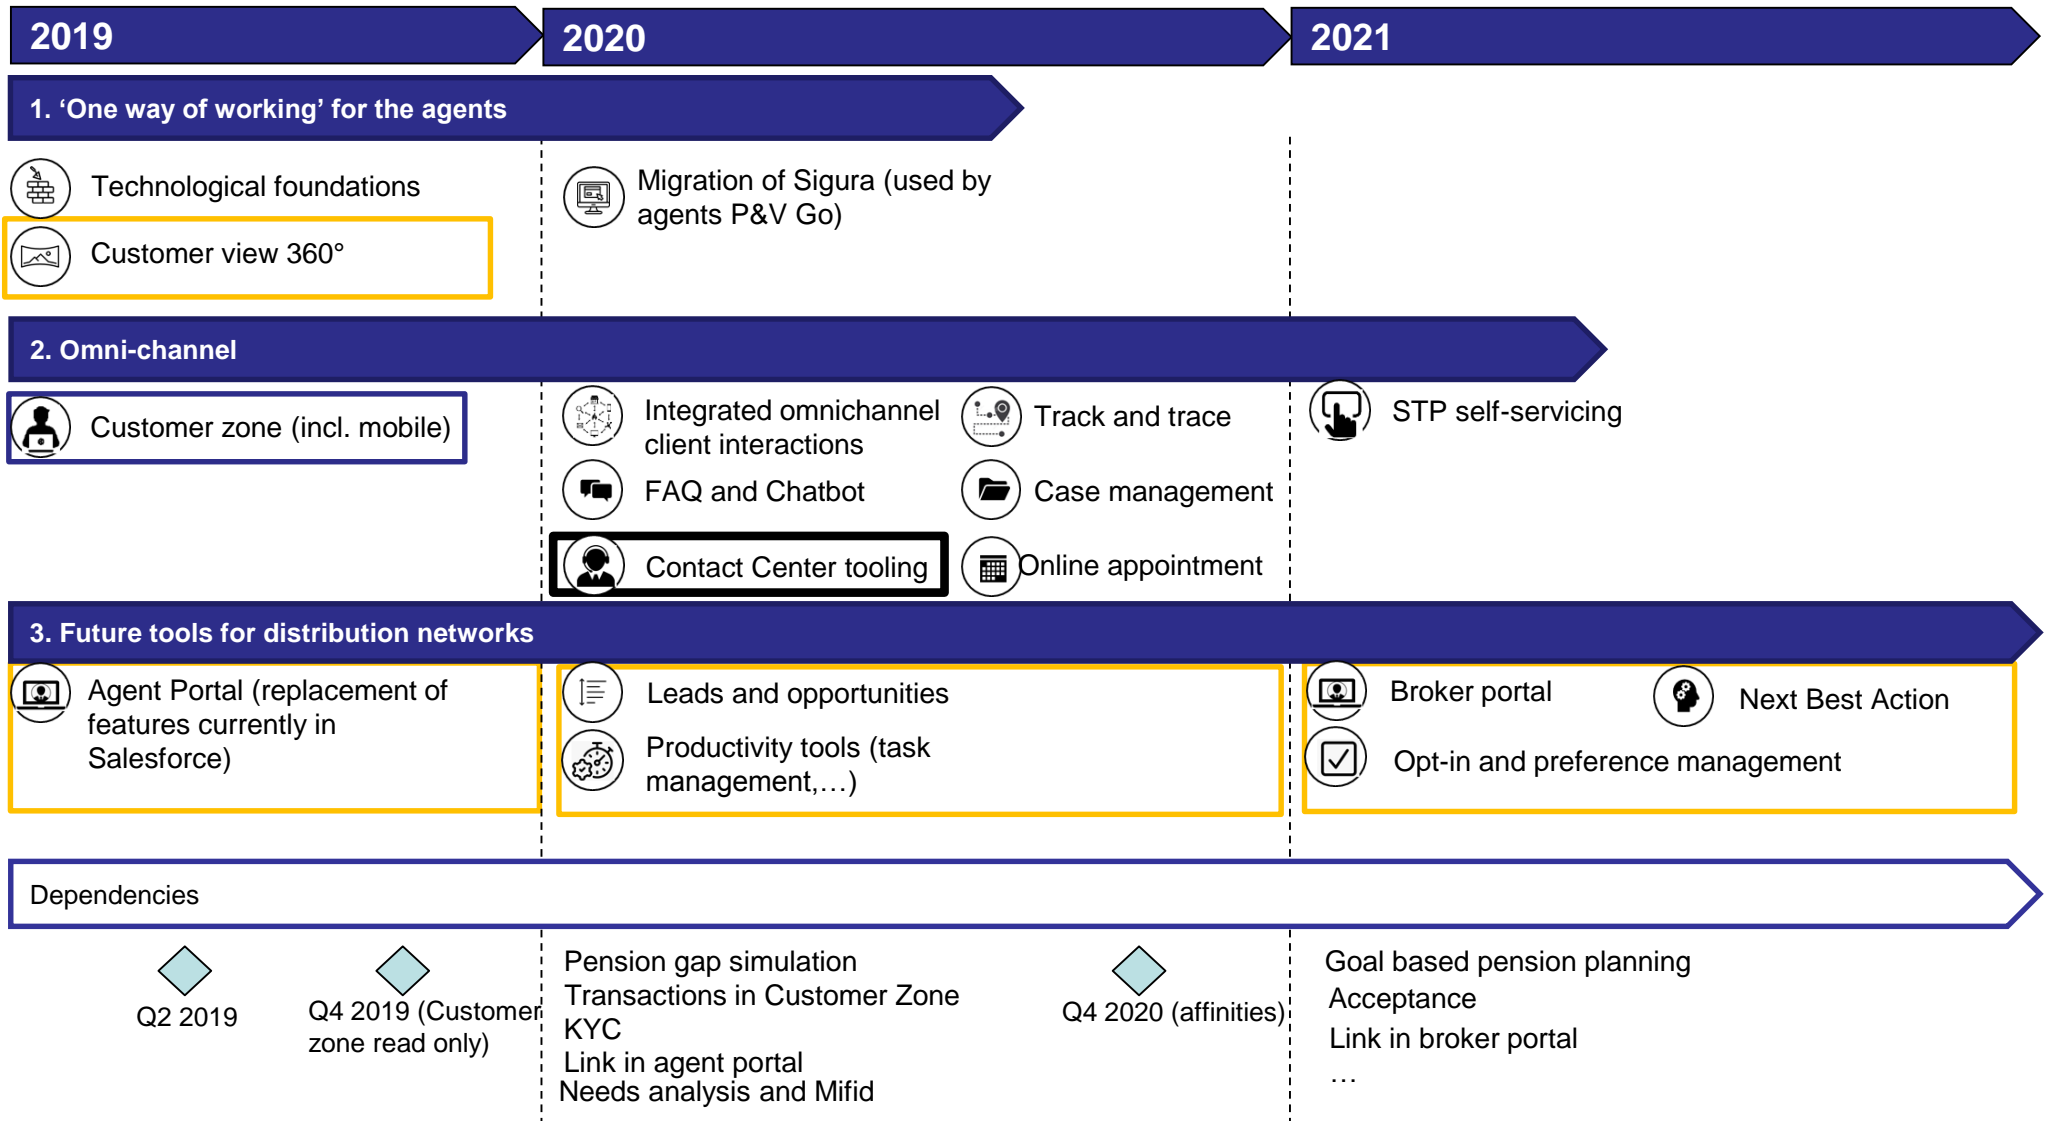 2019
2020
2021
1. ‘One way of working’ for the agents
Technological foundations
Customer view 360°
Migration of Sigura (used by
agents P&V Go)
2. Omni-channel
Customer zone (incl. mobile)
Integrated omnichannel
client interactions
FAQ and Chatbot
Contact Center tooling
Track and trace
Case management
Online appointment
STP self-servicing
3. Future tools for distribution networks
Agent Portal (replacement of
features currently in
Salesforce)
Leads and opportunities
Productivity tools (task
management,…)
Broker portal
Next Best Action
Opt-in and preference management
Dependencies
Q2 2019
Q4 2019 (Customer
zone read only)
Pension gap simulation
Transactions in Customer Zone
KYC
Link in agent portal
Needs analysis and Mifid
Q4 2020 (affinities)
Goal based pension planning
Acceptance
Link in broker portal
…